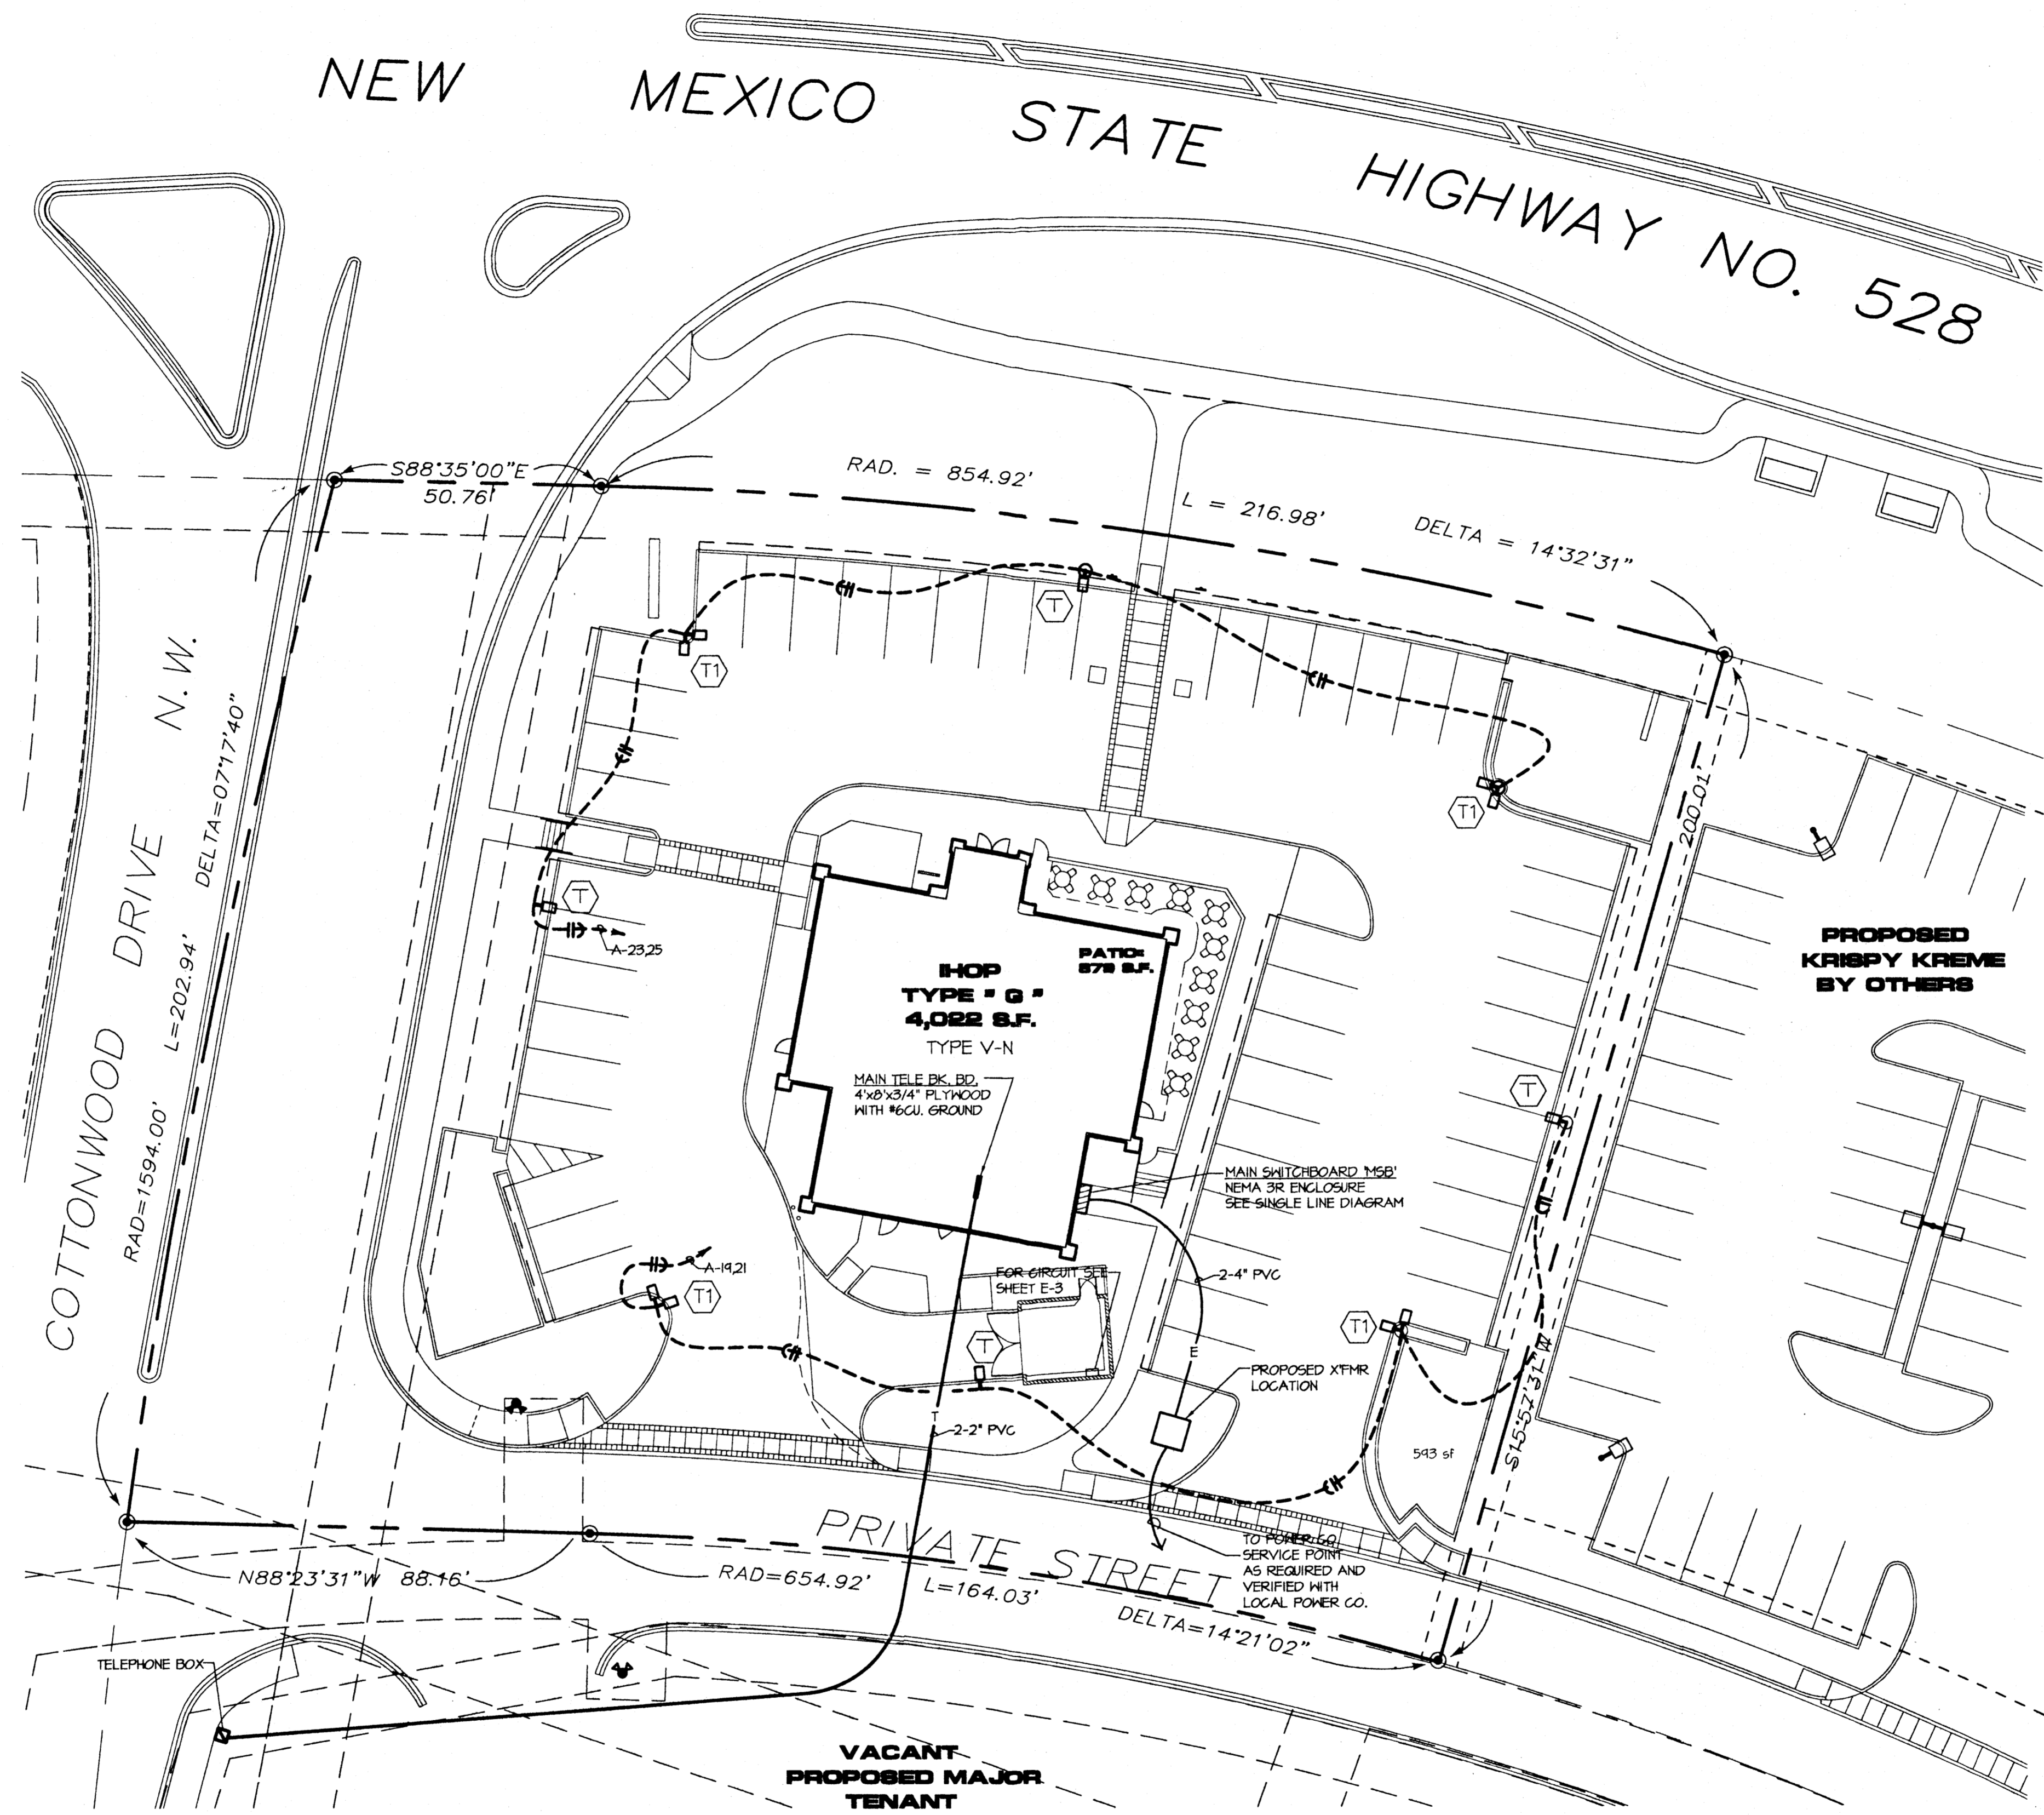 NEW MEXICO STATE HIGHWAY NO. 528
S88°35'00"E
50.76'
RAD. = 854.92'
L = 216.98'
DELTA = 14°32'31"
COTTONWOOD DRIVE N.W.
RAD=1594.00'
L=202.94'
DELTA=07°17'40"
T
T1
T1
T
A-23,25
200.01'
S15°57'31"W
PROPOSED
KRISPY KREME
BY OTHERS
IHOP
TYPE " G "
4,022 S.F.
TYPE V-N
PATIO=
879 S.F.
MAIN TELE BK. BD.
4'x8'x3/4" PLYWOOD
WITH #6CU. GROUND
T
MAIN SWITCHBOARD 'MSB'
NEMA 3R ENCLOSURE
SEE SINGLE LINE DIAGRAM
A-19,21
T1
FOR CIRCUIT SEE
SHEET E-3
2-4" PVC
T
T1
E
PROPOSED X'FMR
LOCATION
T
2-2" PVC
593 sf
PRIVATE STREET
TO POWER CO.
SERVICE POINT
AS REQUIRED AND
VERIFIED WITH
LOCAL POWER CO.
N88°23'31"W 88.16'
RAD=654.92'
L=164.03'
DELTA=14°21'02"
TELEPHONE BOX
VACANT
PROPOSED MAJOR
TENANT